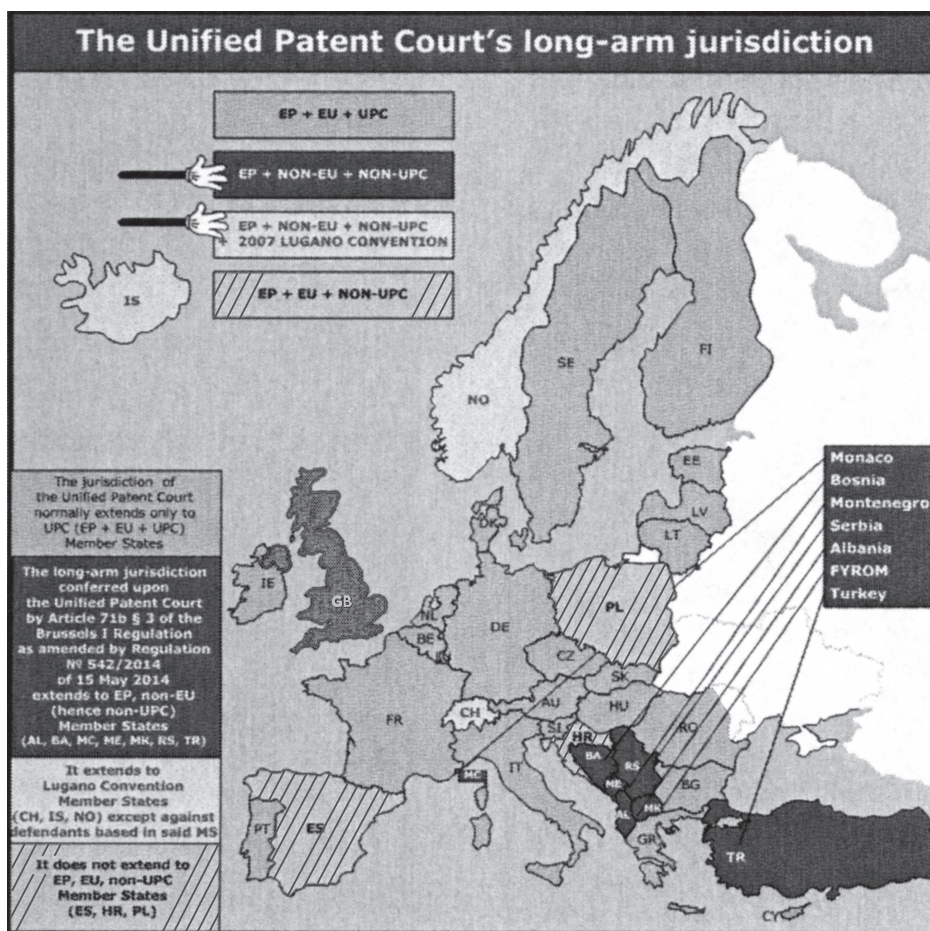 The Unified Patent Court's long-arm jurisdiction
EP + EU + UPC
EP + NON-EU + NON-UPC
EP + NON-EU + NON-UPC
+ 2007 LUGANO CONVENTION
EP + EU + NON-UPC
IS
NO
SE
FI
EE
LV
LT
DK
IE
GB
NL
BE
DE
PL
CZ
SK
AU
HU
FR
CH
SI
HR
RO
BA
RS
IT
ME
BG
MC
AL
MK
PT
ES
GR
TR
CY
Monaco
Bosnia
Montenegro
Serbia
Albania
FYROM
Turkey
The jurisdiction of
the Unified Patent Court
normally extends only to
UPC (EP + EU + UPC)
Member States
The long-arm jurisdiction
conferred upon
the Unified Patent Court
by Article 71b § 3 of the
Brussels I Regulation
as amended by Regulation
Nº 542/2014
of 15 May 2014
extends to EP, non-EU
(hence non-UPC)
Member States
(AL, BA, MC, ME, MK, RS, TR)
It extends to
Lugano Convention
Member States
(CH, IS, NO) except against
defendants based in said MS
It does not extend to
EP, EU, non-UPC
Member States
(ES, HR, PL)